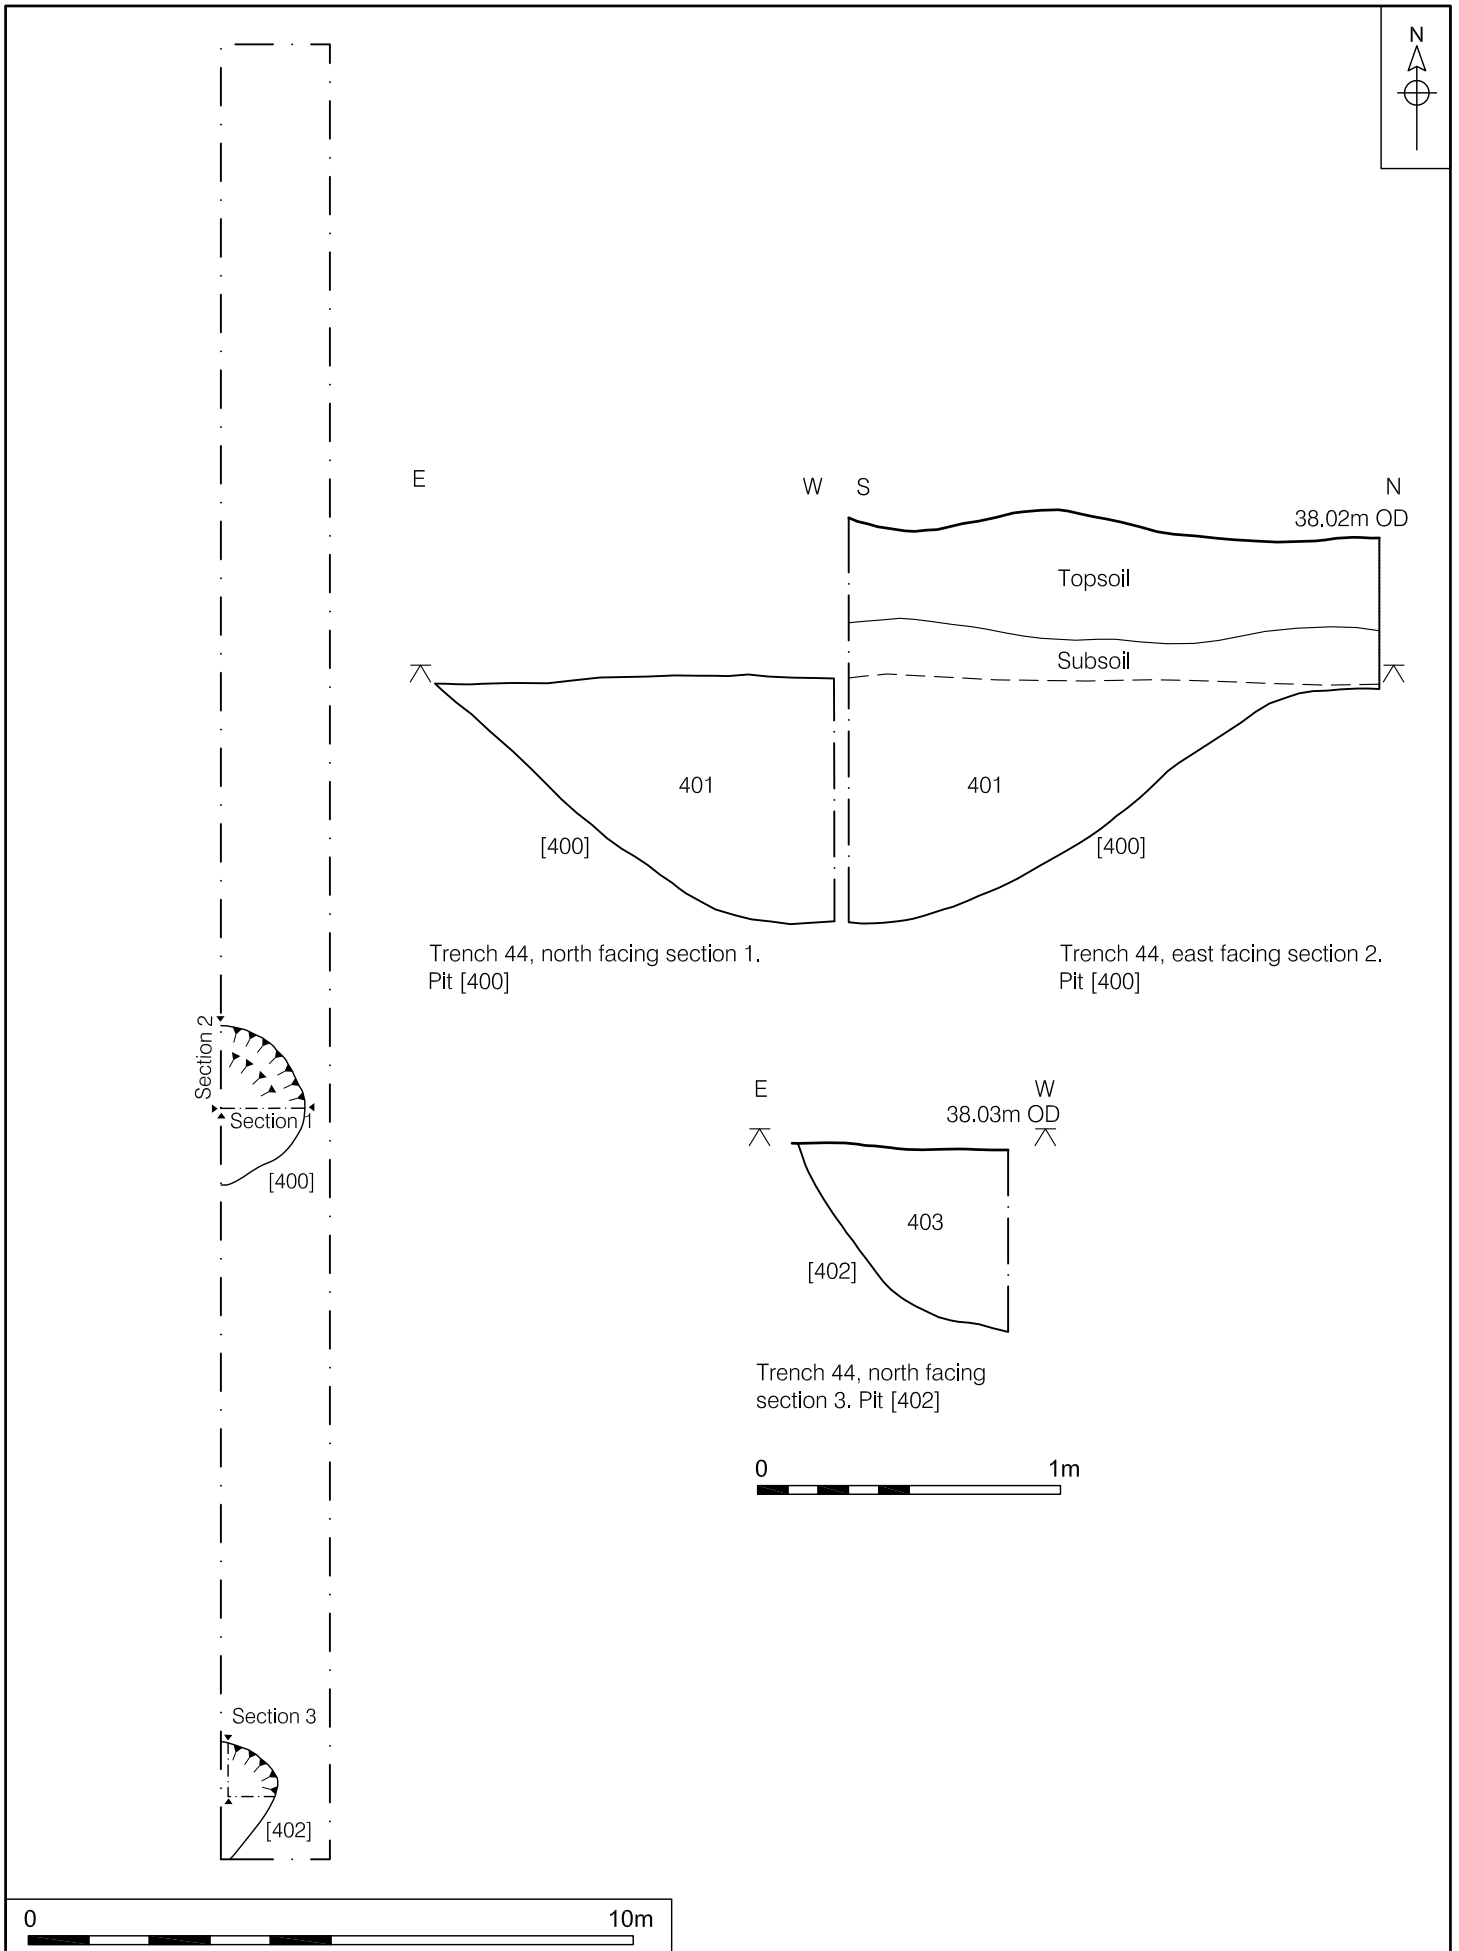 N
E
W S
N
38.02m OD
Topsoil
Subsoil
401
401
[400]
[400]
Trench 44, north facing section 1.
Pit [400]
Trench 44, east facing section 2.
Pit [400]
Section 2
Section 1
[400]
E
W
38.03m OD
403
[402]
Trench 44, north facing
section 3. Pit [402]
0 1m
Section 3
[402]
0 10m